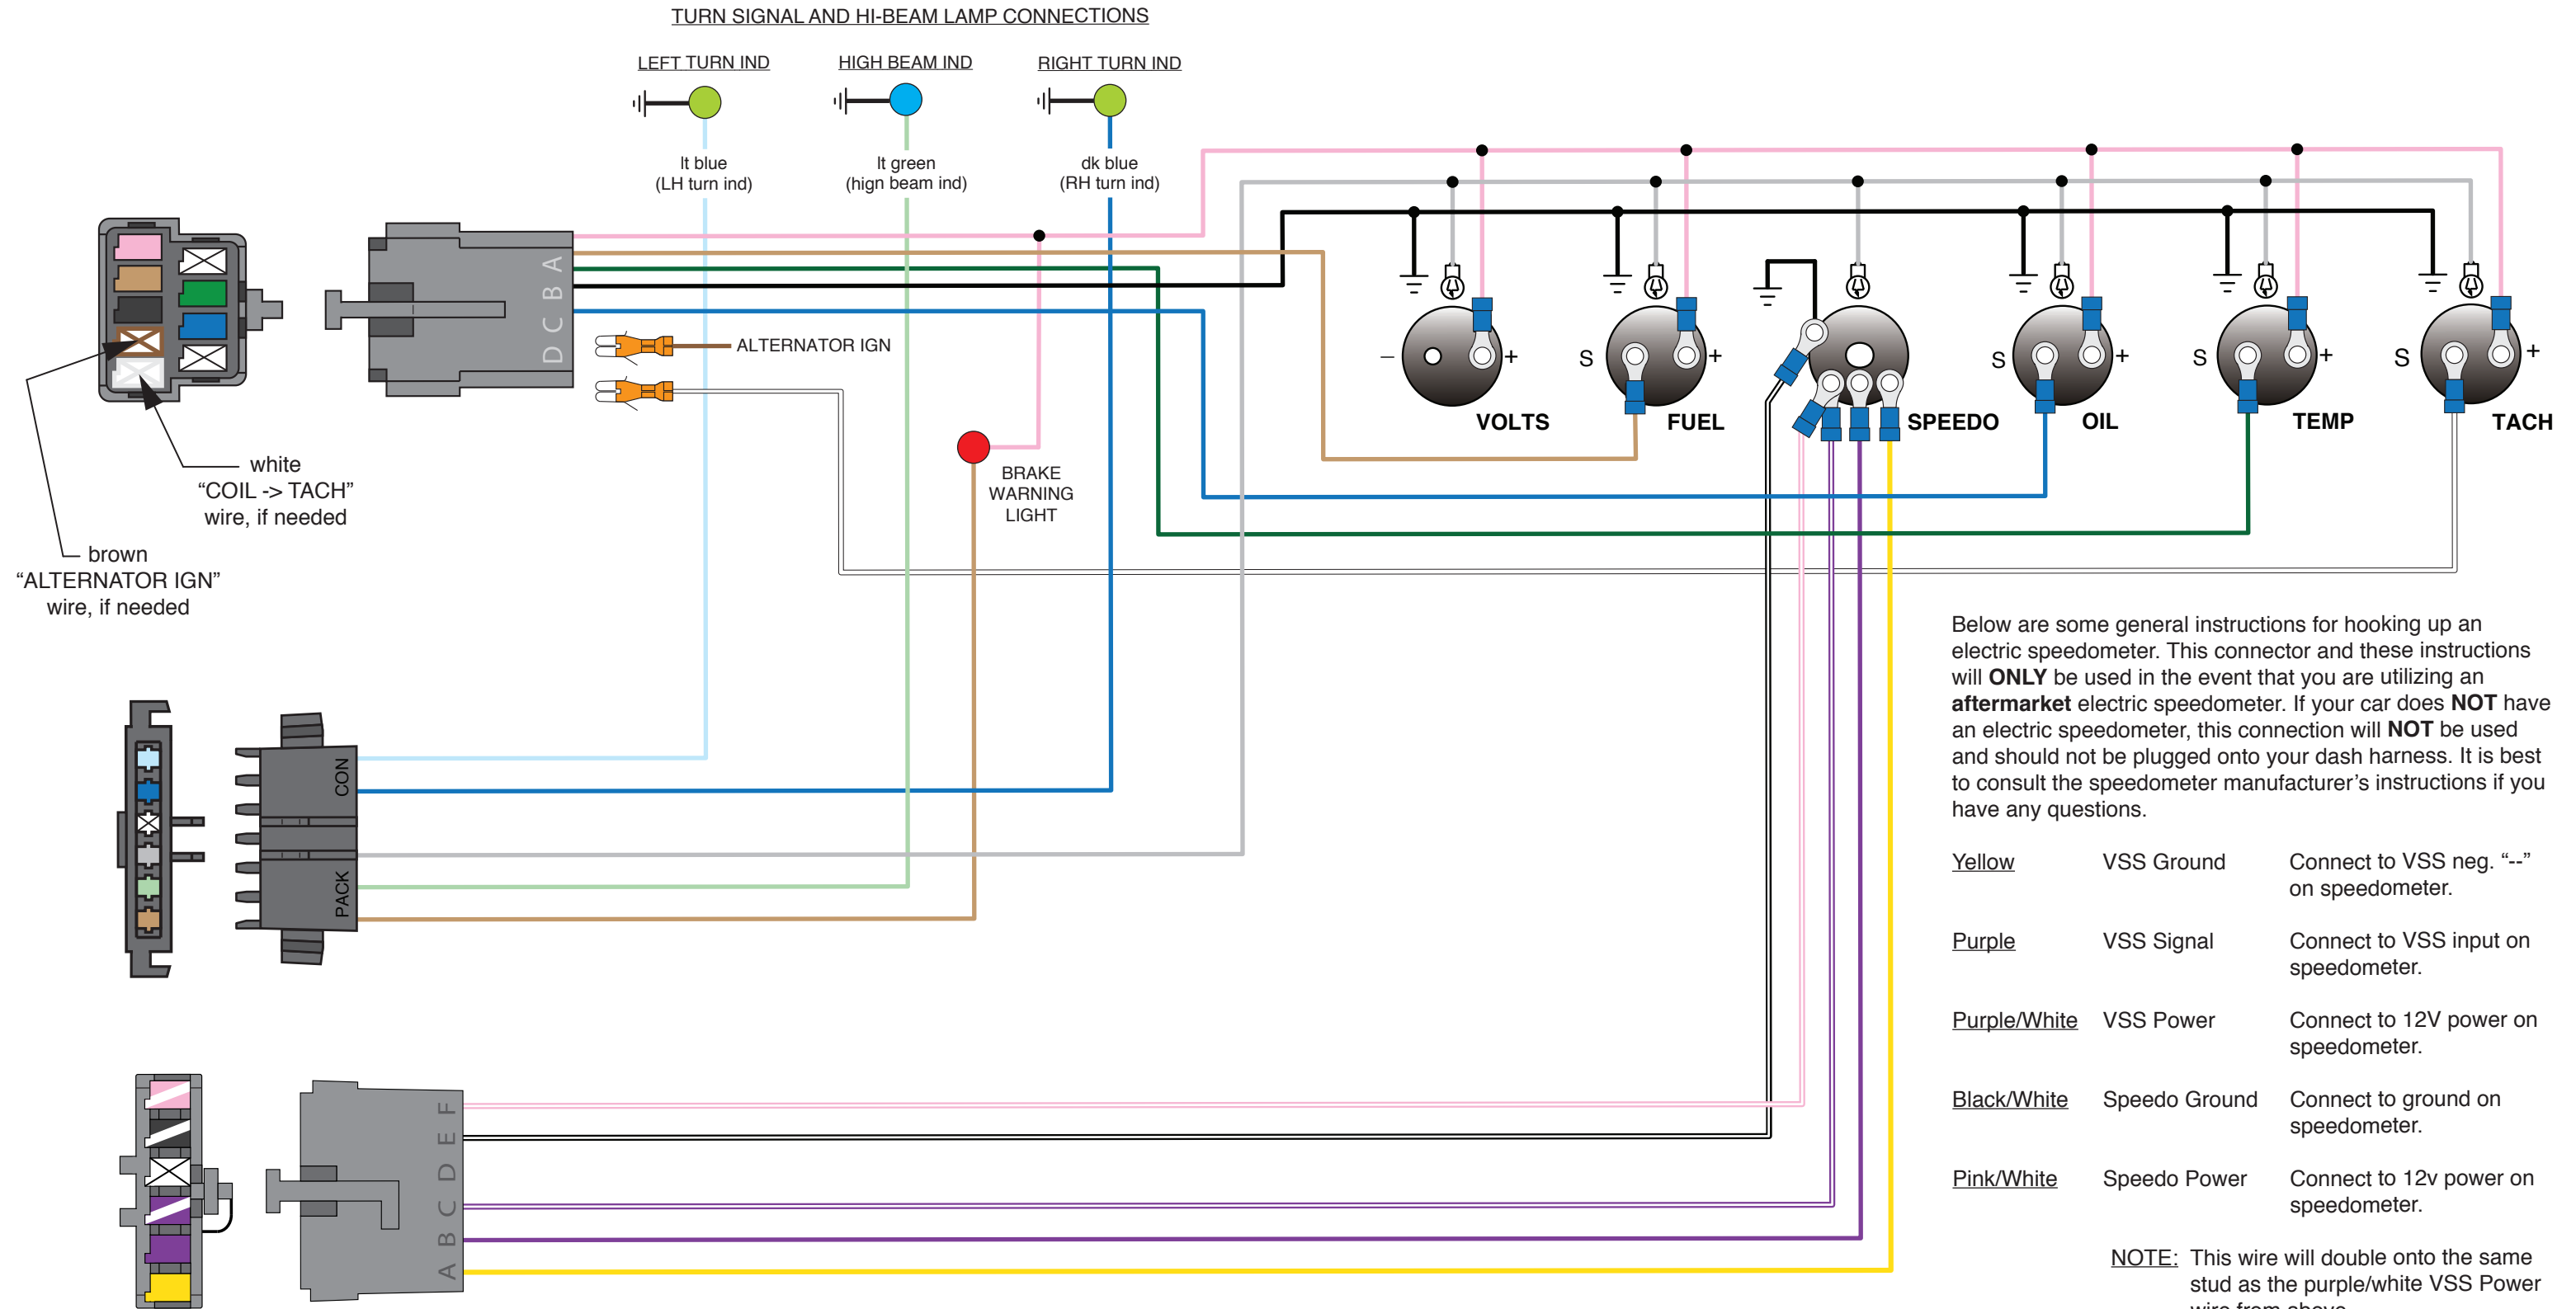 TURN SIGNAL AND HI-BEAM LAMP CONNECTIONS
LEFT TURN IND
HIGH BEAM IND
RIGHT TURN IND
lt blue
(LH turn ind)
lt green
(hign beam ind)
dk blue
(RH turn ind)
A
B
C
D
ALTERNATOR IGN
white
“COIL -> TACH”
wire, if needed
brown
“ALTERNATOR IGN”
wire, if needed
BRAKE
WARNING
LIGHT
–
+
VOLTS
S
+
FUEL
SPEEDO
S
+
OIL
S
+
TEMP
S
+
TACH
CON
PACK
F
E
D
C
B
A
Below are some general instructions for hooking up an
electric speedometer. This connector and these instructions
will ONLY be used in the event that you are utilizing an
aftermarket electric speedometer. If your car does NOT have
an electric speedometer, this connection will NOT be used
and should not be plugged onto your dash harness. It is best
to consult the speedometer manufacturer’s instructions if you
have any questions.
Yellow VSS Ground Connect to VSS neg. “--”
on speedometer.
Purple VSS Signal Connect to VSS input on
speedometer.
Purple/White VSS Power Connect to 12V power on
speedometer.
Black/White Speedo Ground Connect to ground on
speedometer.
Pink/White Speedo Power Connect to 12v power on
speedometer.
NOTE: This wire will double onto the same
stud as the purple/white VSS Power
wire from above